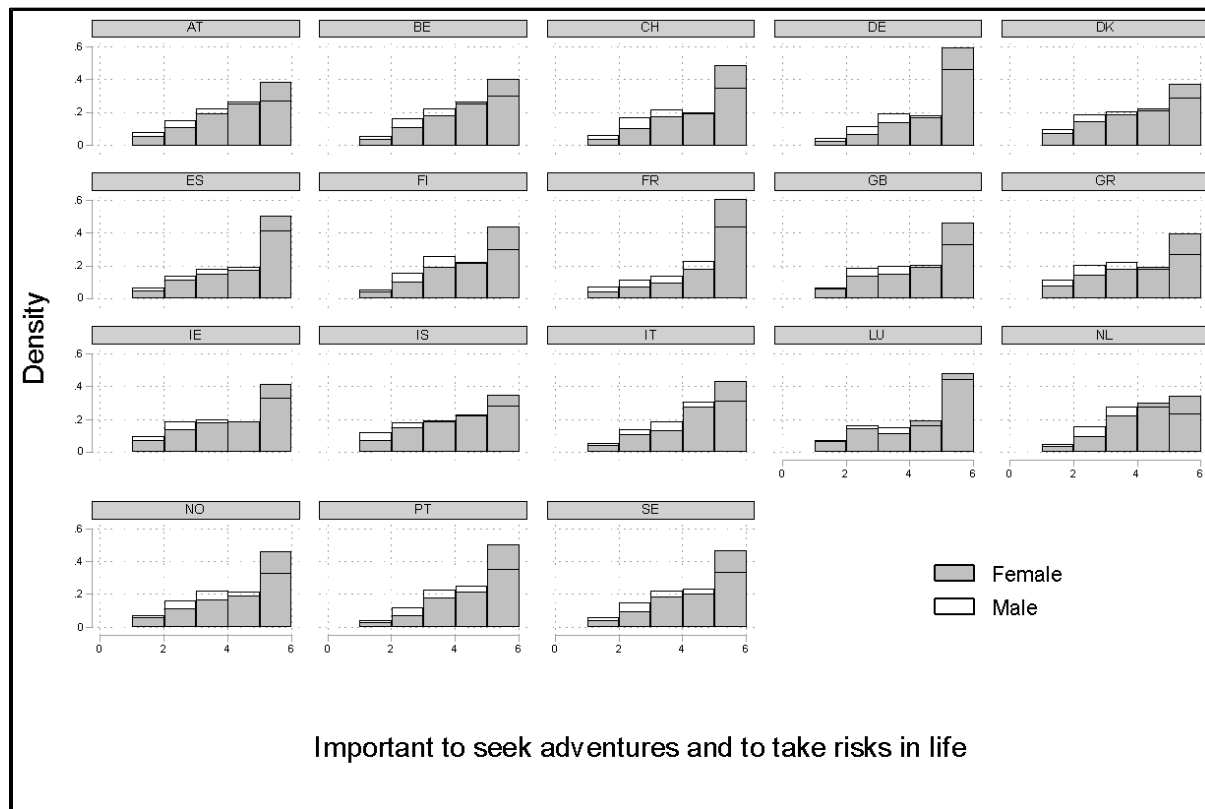 AT BE CH DE DK
.6
.4
.2
0
ES FI FR GB GR
.6
.4
.2
0
IE IS IT LU NL
.6
.4
.2
0
0 2 4 6 0 2 4 6
NO PT SE
.6
.4
.2
0
0 2 4 6 0 2 4 6 0 2 4 6
Density
Female
Male
Important to seek adventures and to take risks in life